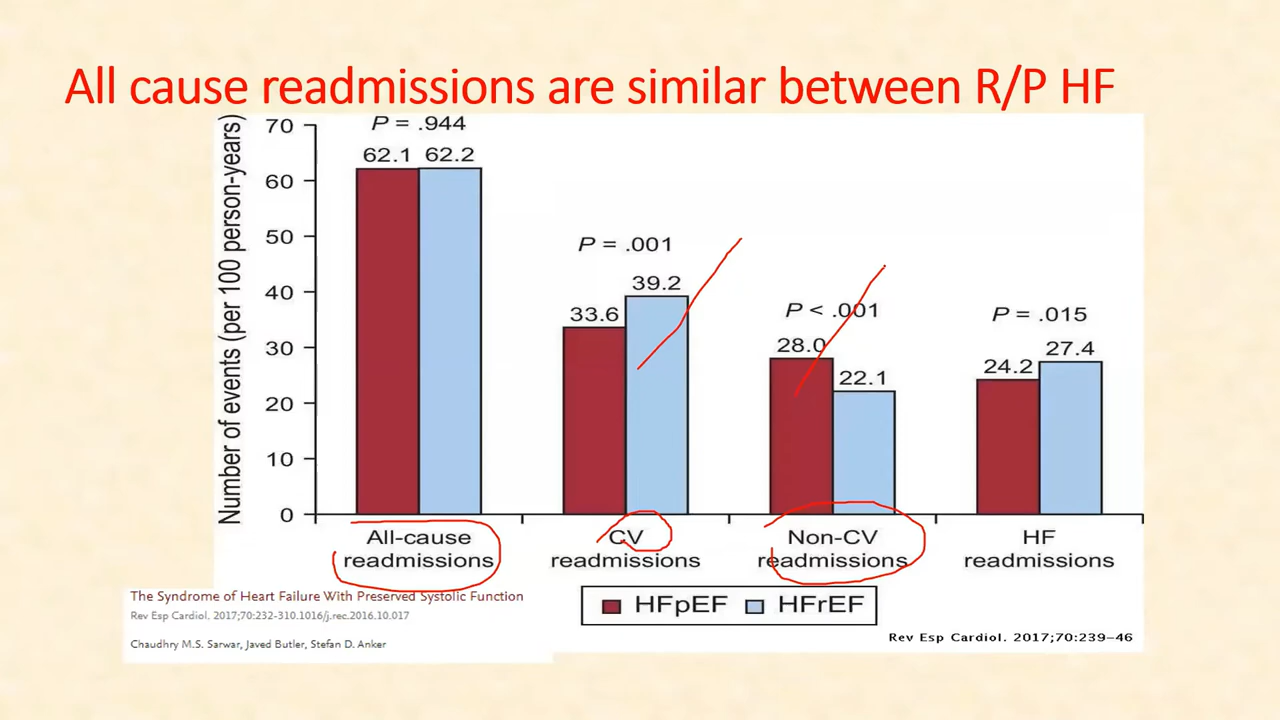 All cause readmissions are similar between R/P HF
Number of events (per 100 person-years)
70
60
50
40
30
20
10
0
P = .944
62.1 62.2
P = .001
33.6 39.2
P < .001
28.0 22.1
P = .015
24.2 27.4
All-cause
readmissions
CV
readmissions
Non-CV
readmissions
HF
readmissions
HFpEF HFrEF
The Syndrome of Heart Failure With Preserved Systolic Function
Rev Esp Cardiol. 2017;70:232-310.1016/j.rec.2016.10.017
Chaudhry M.S. Sarwar, Javed Butler, Stefan D. Anker
Rev Esp Cardiol. 2017;70:239–46